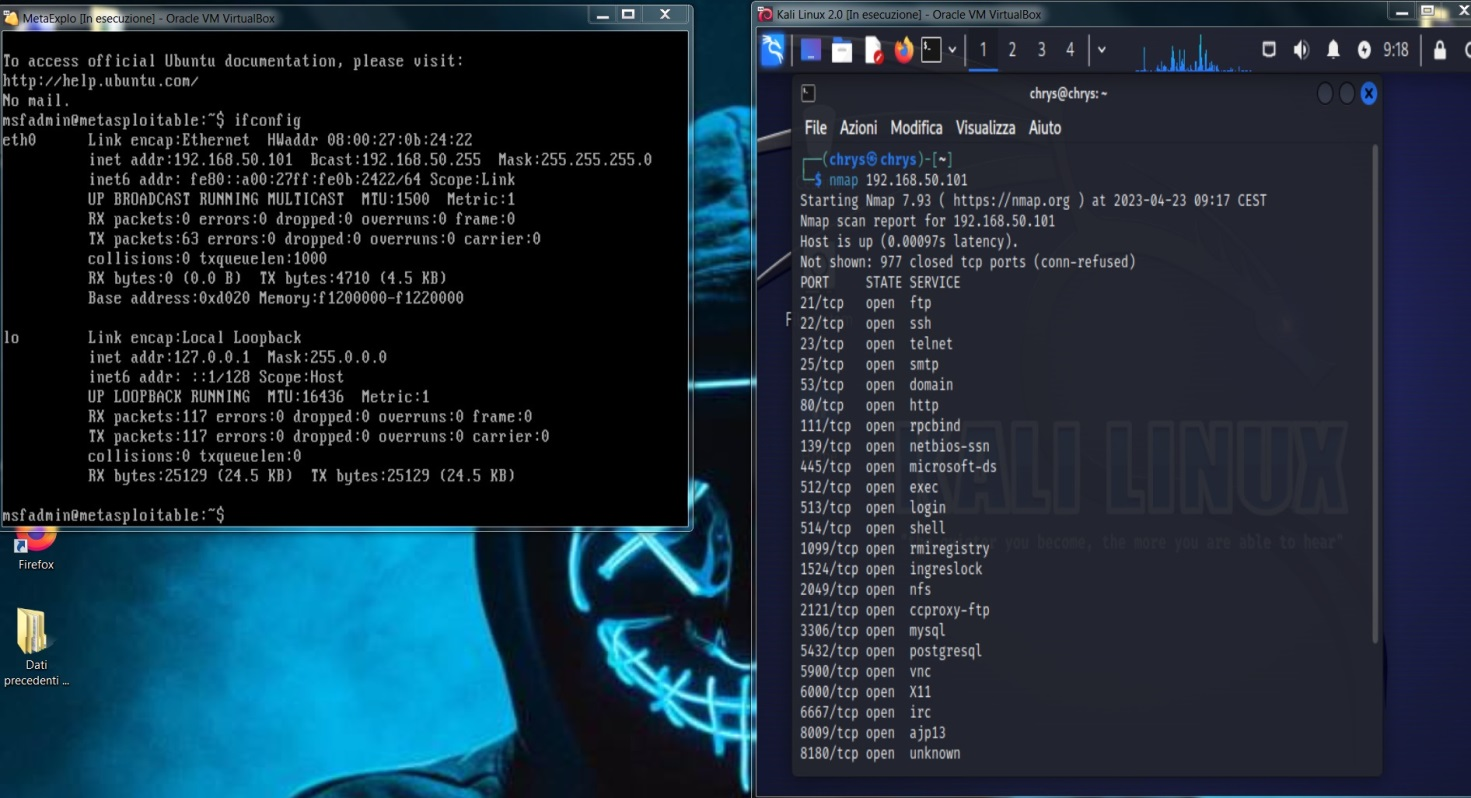 MetaExplo [In esecuzione] - Oracle VM VirtualBox
To access official Ubuntu documentation, please visit:
http://help.ubuntu.com/
No mail.
msfadmin@metasploitable:~$ ifconfig
eth0 Link encap:Ethernet HWaddr 08:00:27:0b:24:22
inet addr:192.168.50.101 Bcast:192.168.50.255 Mask:255.255.255.0
inet6 addr: fe80::a00:27ff:fe0b:2422/64 Scope:Link
UP BROADCAST RUNNING MULTICAST MTU:1500 Metric:1
RX packets:0 errors:0 dropped:0 overruns:0 frame:0
TX packets:63 errors:0 dropped:0 overruns:0 carrier:0
collisions:0 txqueuelen:1000
RX bytes:0 (0.0 B) TX bytes:4710 (4.5 KB)
Base address:0xd020 Memory:f1200000-f1220000
lo Link encap:Local Loopback
inet addr:127.0.0.1 Mask:255.0.0.0
inet6 addr: ::1/128 Scope:Host
UP LOOPBACK RUNNING MTU:16436 Metric:1
RX packets:117 errors:0 dropped:0 overruns:0 frame:0
TX packets:117 errors:0 dropped:0 overruns:0 carrier:0
collisions:0 txqueuelen:0
RX bytes:25129 (24.5 KB) TX bytes:25129 (24.5 KB)
msfadmin@metasploitable:~$
Firefox
Dati
precedenti ...
Kali Linux 2.0 [In esecuzione] - Oracle VM VirtualBox
1 2 3 4 9:18
chrys@chrys: ~
File Azioni Modifica Visualizza Aiuto
┌──(chrys㉿chrys)-[~]
└─$ nmap 192.168.50.101
Starting Nmap 7.93 ( https://nmap.org ) at 2023-04-23 09:17 CEST
Nmap scan report for 192.168.50.101
Host is up (0.00097s latency).
Not shown: 977 closed tcp ports (conn-refused)
PORT STATE SERVICE
21/tcp open ftp
22/tcp open ssh
23/tcp open telnet
25/tcp open smtp
53/tcp open domain
80/tcp open http
111/tcp open rpcbind
139/tcp open netbios-ssn
445/tcp open microsoft-ds
512/tcp open exec
513/tcp open login
514/tcp open shell
1099/tcp open rmiregistry
1524/tcp open ingreslock
2049/tcp open nfs
2121/tcp open ccproxy-ftp
3306/tcp open mysql
5432/tcp open postgresql
5900/tcp open vnc
6000/tcp open X11
6667/tcp open irc
8009/tcp open ajp13
8180/tcp open unknown
KALI LINUX
you become, the more you are able to hear"